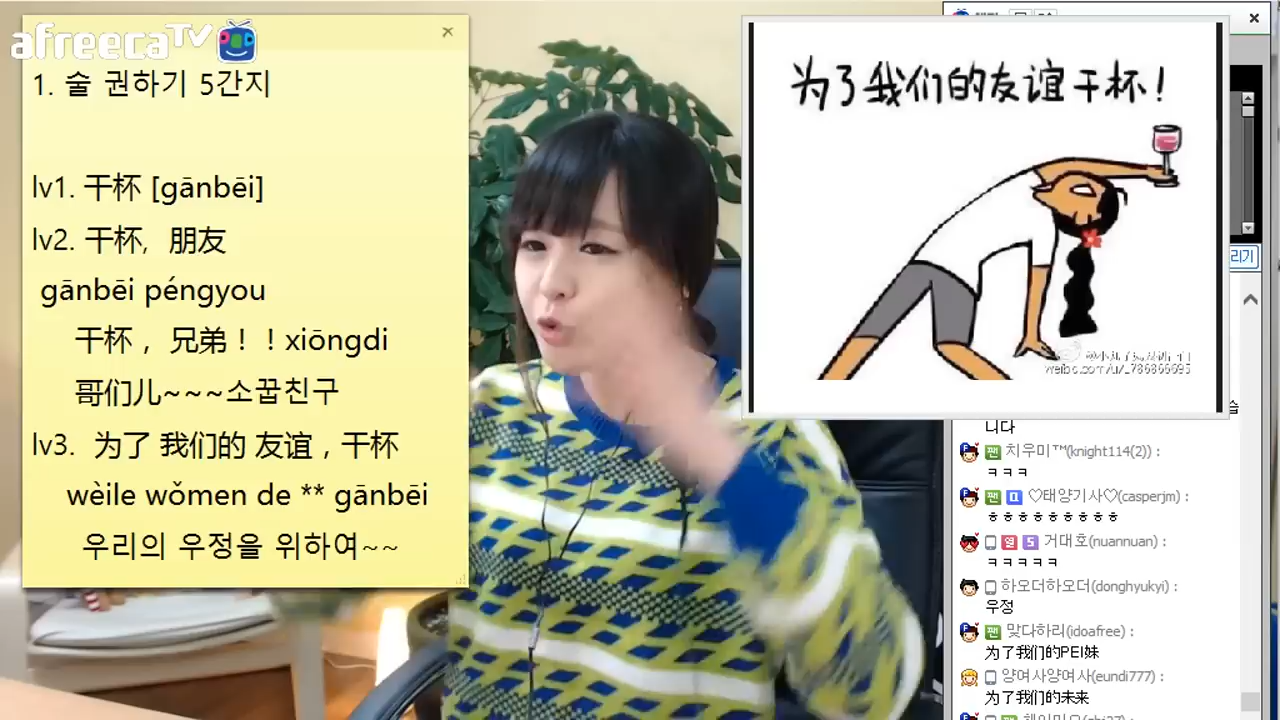 afreecaTV
1. 술 권하기 5간지
lv1. 干杯 [gānbēi]
lv2. 干杯, 朋友
gānbēi péngyou
干杯，兄弟！！xiōngdi
哥们儿~~~소꿉친구
lv3. 为了 我们的 友谊，干杯
wèile wǒmen de ** gānbēi
우리의 우정을 위하여~~
为了我们的友谊干杯！
리기
습
니다
치우미™(knight114(2)) :
ㅋㅋㅋ
♡태양기사♡(casperjm) :
ㅎㅎㅎㅎㅎㅎㅎㅎㅎ
거대호(nuannuan) :
ㅋㅋㅋㅋㅋ
하오더하오더(donghyukyi) :
우정
맞다하리(idoafree) :
为了我们的PEI妹
양여사양여사(eundi777) :
为了我们的未来